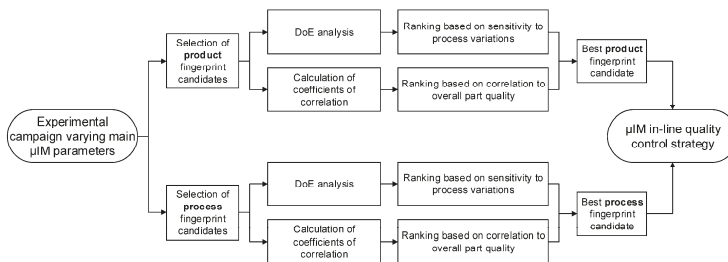 Experimental
campaign varying main
µIM parameters
Selection of
product
fingerprint
candidates
DoE analysis
Ranking based on sensitivity to
process variations
Calculation of
coefficients of
correlation
Ranking based on correlation to
overall part quality
Best product
fingerprint
candidate
Selection of
process
fingerprint
candidates
DoE analysis
Ranking based on sensitivity to
process variations
Calculation of
coefficients of
correlation
Ranking based on correlation to
overall part quality
Best process
fingerprint
candidate
µIM in-line quality
control strategy